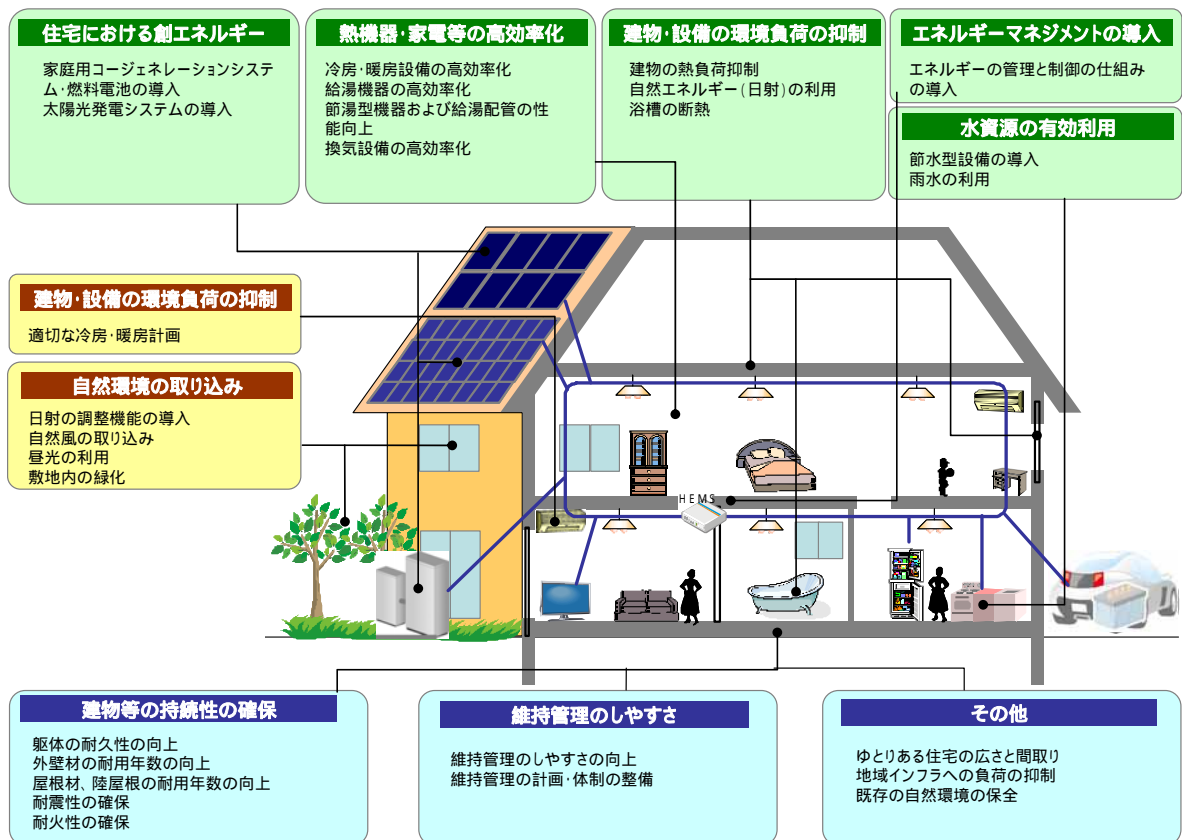 住宅における創エネルギー
家庭用コージェネレーションシステ
ム・燃料電池の導入
太陽光発電システムの導入
熱機器・家電等の高効率化
冷房・暖房設備の高効率化
給湯機器の高効率化
節湯型機器および給湯配管の性
能向上
換気設備の高効率化
建物・設備の環境負荷の抑制
建物の熱負荷抑制
自然エネルギー(日射)の利用
浴槽の断熱
エネルギーマネジメントの導入
エネルギーの管理と制御の仕組み
の導入
水資源の有効利用
節水型設備の導入
雨水の利用
建物・設備の環境負荷の抑制
適切な冷房・暖房計画
自然環境の取り込み
日射の調整機能の導入
自然風の取り込み
昼光の利用
敷地内の緑化
HEMS
建物等の持続性の確保
躯体の耐久性の向上
外壁材の耐用年数の向上
屋根材、陸屋根の耐用年数の向上
耐震性の確保
耐火性の確保
維持管理のしやすさ
維持管理のしやすさの向上
維持管理の計画・体制の整備
その他
ゆとりある住宅の広さと間取り
地域インフラへの負荷の抑制
既存の自然環境の保全